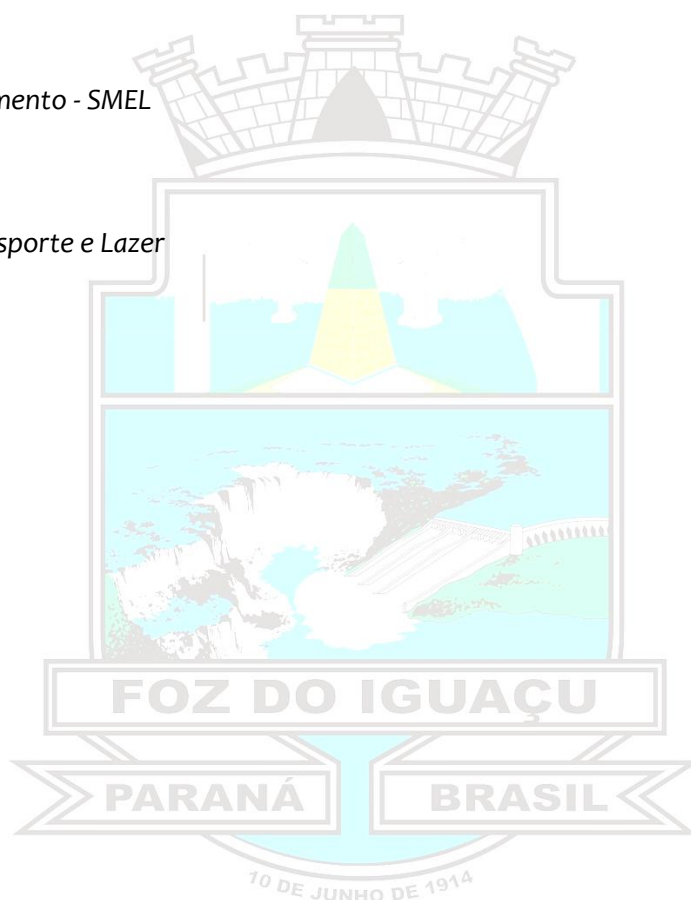 mento - SMEL
sporte e Lazer
FOZ DO IGUAÇU
PARANÁ BRASIL
10 DE JUNHO DE 1914